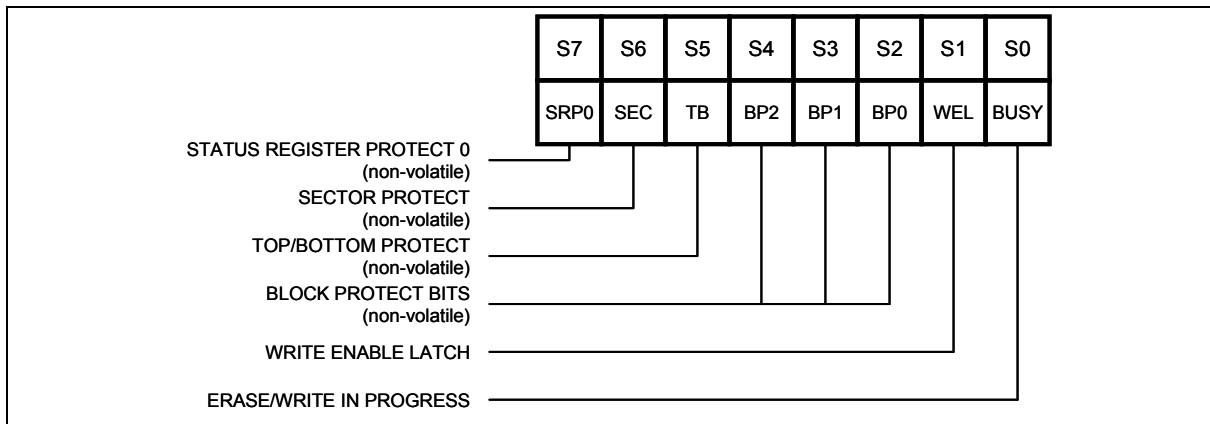 S7 S6 S5 S4 S3 S2 S1 S0
SRP0 SEC TB BP2 BP1 BP0 WEL BUSY
STATUS REGISTER PROTECT 0
(non-volatile)
SECTOR PROTECT
(non-volatile)
TOP/BOTTOM PROTECT
(non-volatile)
BLOCK PROTECT BITS
(non-volatile)
WRITE ENABLE LATCH
ERASE/WRITE IN PROGRESS